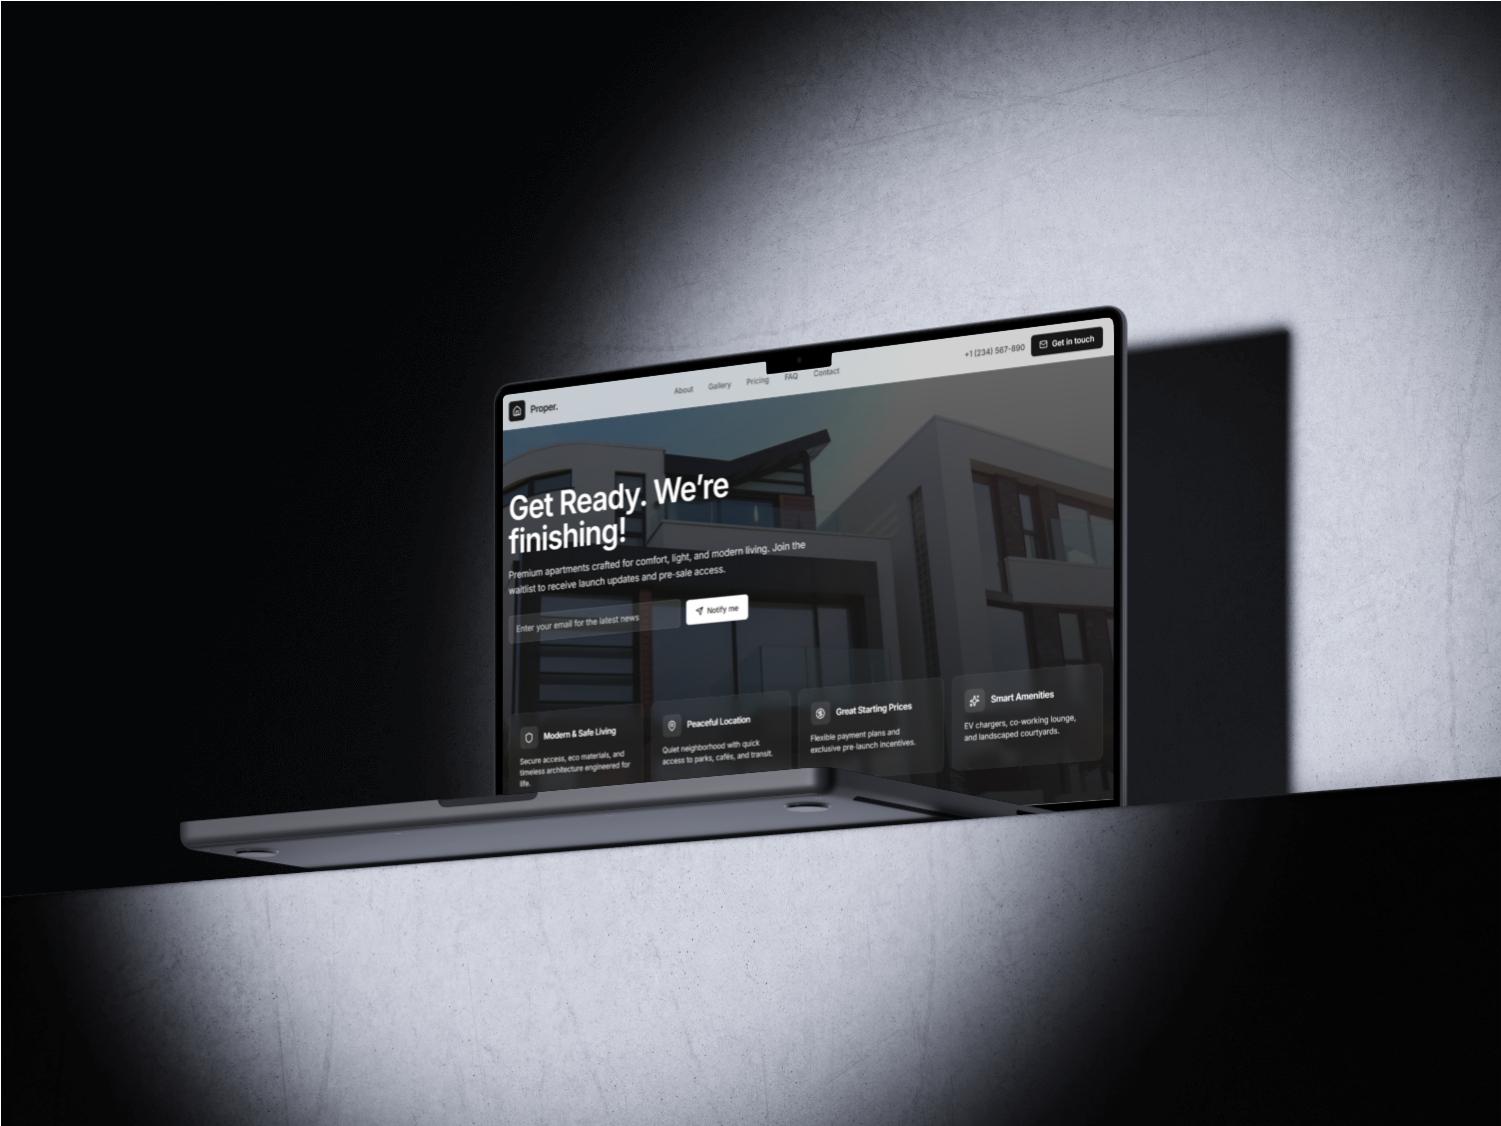 Proper.
About Gallery Pricing FAQ Contact
+1 (234) 567-890
Get in touch
Get Ready. We’re
finishing!
Premium apartments crafted for comfort, light, and modern living. Join the
waitlist to receive launch updates and pre-sale access.
Enter your email for the latest news
Notify me
Modern & Safe Living
Secure access, eco materials, and
timeless architecture engineered for
life.
Peaceful Location
Quiet neighborhood with quick
access to parks, cafés, and transit.
Great Starting Prices
Flexible payment plans and
exclusive pre-launch incentives.
Smart Amenities
EV chargers, co-working lounge,
and landscaped courtyards.